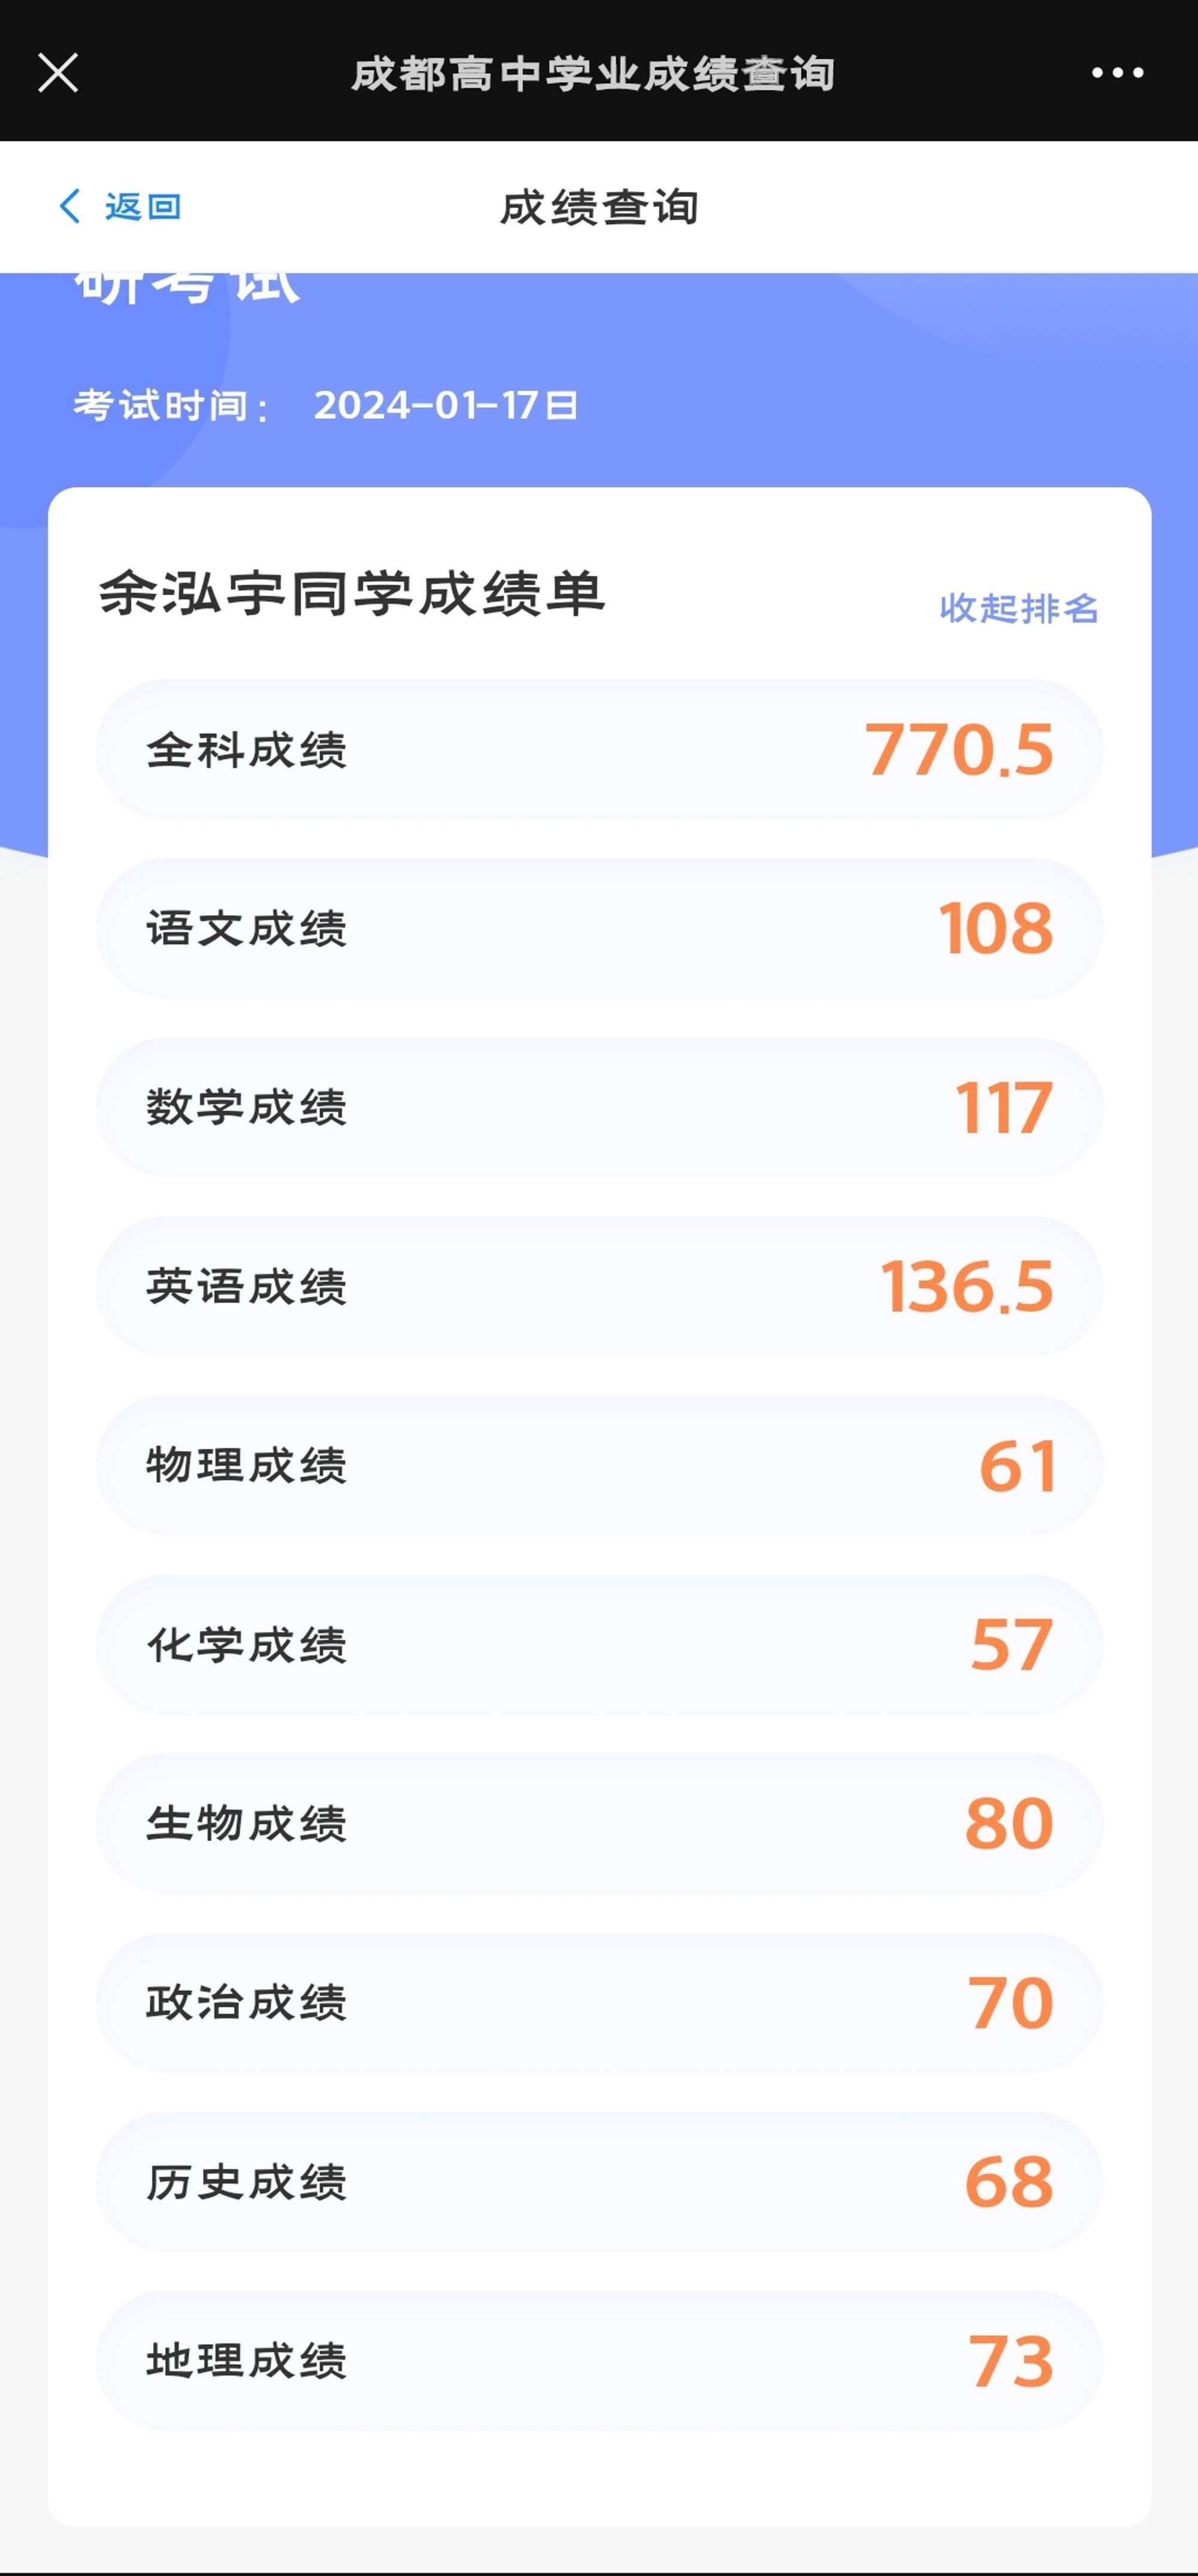 成都高中学业成绩查询
返回
成绩查询
研考试
考试时间： 2024-01-17日
余泓宇同学成绩单
收起排名
全科成绩 770.5
语文成绩 108
数学成绩 117
英语成绩 136.5
物理成绩 61
化学成绩 57
生物成绩 80
政治成绩 70
历史成绩 68
地理成绩 73